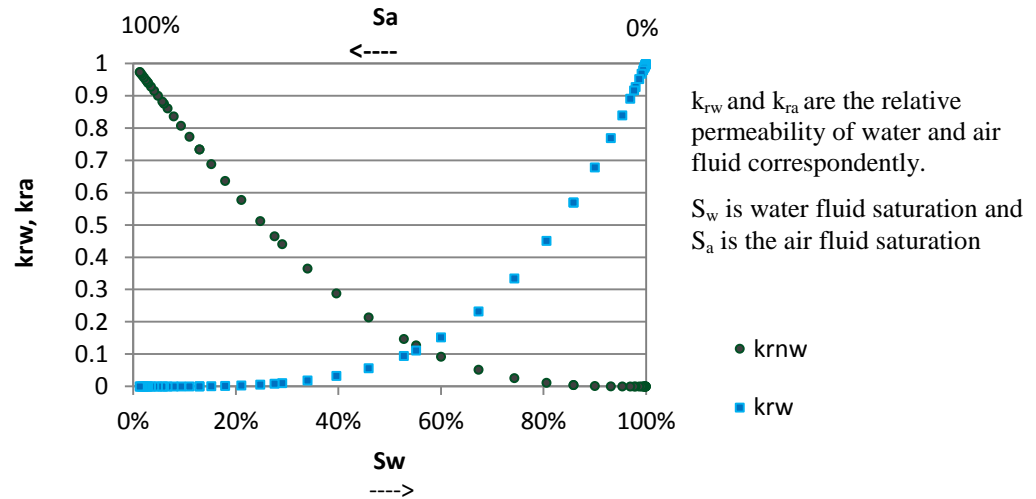 Sa
100%
0%
<----
1
0.9
0.8
0.7
0.6
0.5
0.4
0.3
0.2
0.1
0
krw, kra
0%
20%
40%
60%
80%
100%
Sw
---->
krw and kra are the relative
permeability of water and air
fluid correspondently.
Sw is water fluid saturation and
Sa is the air fluid saturation
krnw
krw